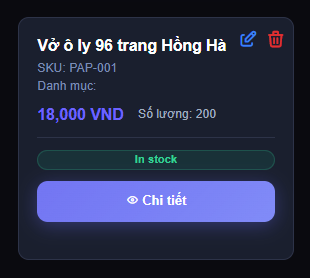 Vở ô ly 96 trang Hồng Hà
SKU: PAP-001
Danh mục:
18,000 VND Số lượng: 200
In stock
Chi tiết